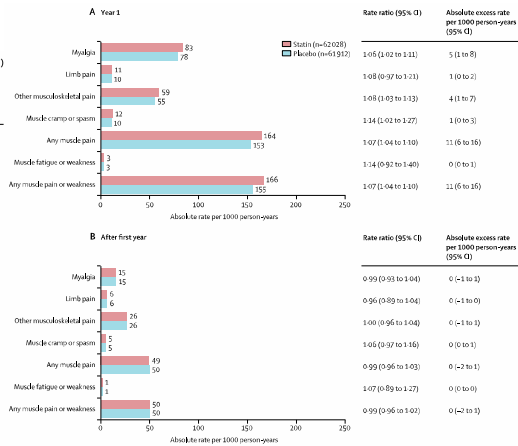 A Year 1
Rate ratio (95% CI) Absolute excess rate
per 1000 person-years
(95% CI)
Statin (n=62 028)
Placebo (n=61 912)
Myalgia 83 78 1·06 (1·02 to 1·11) 5 (1 to 8)
Limb pain 11 10 1·08 (0·97 to 1·21) 1 (0 to 2)
Other musculoskeletal pain 59 55 1·08 (1·03 to 1·13) 4 (1 to 7)
Muscle cramp or spasm 12 10 1·14 (1·02 to 1·27) 1 (0 to 3)
Any muscle pain 164 153 1·07 (1·04 to 1·10) 11 (6 to 16)
Muscle fatigue or weakness 3 3 1·14 (0·92 to 1·40) 0 (0 to 1)
Any muscle pain or weakness 166 155 1·07 (1·04 to 1·10) 11 (6 to 16)
0 50 100 150 200 250
Absolute rate per 1000 person-years
B After first year
Rate ratio (95% CI) Absolute excess rate
per 1000 person-years
(95% CI)
Myalgia 15 15 0·99 (0·93 to 1·04) 0 (–1 to 1)
Limb pain 6 6 0·96 (0·89 to 1·04) 0 (–1 to 0)
Other musculoskeletal pain 26 26 1·00 (0·96 to 1·04) 0 (–1 to 1)
Muscle cramp or spasm 5 5 1·06 (0·97 to 1·16) 0 (0 to 1)
Any muscle pain 49 50 0·99 (0·96 to 1·03) 0 (–2 to 1)
Muscle fatigue or weakness 1 1 1·07 (0·89 to 1·27) 0 (0 to 0)
Any muscle pain or weakness 50 50 0·99 (0·96 to 1·02) 0 (–2 to 1)
0 50 100 150 200 250
Absolute rate per 1000 person-years